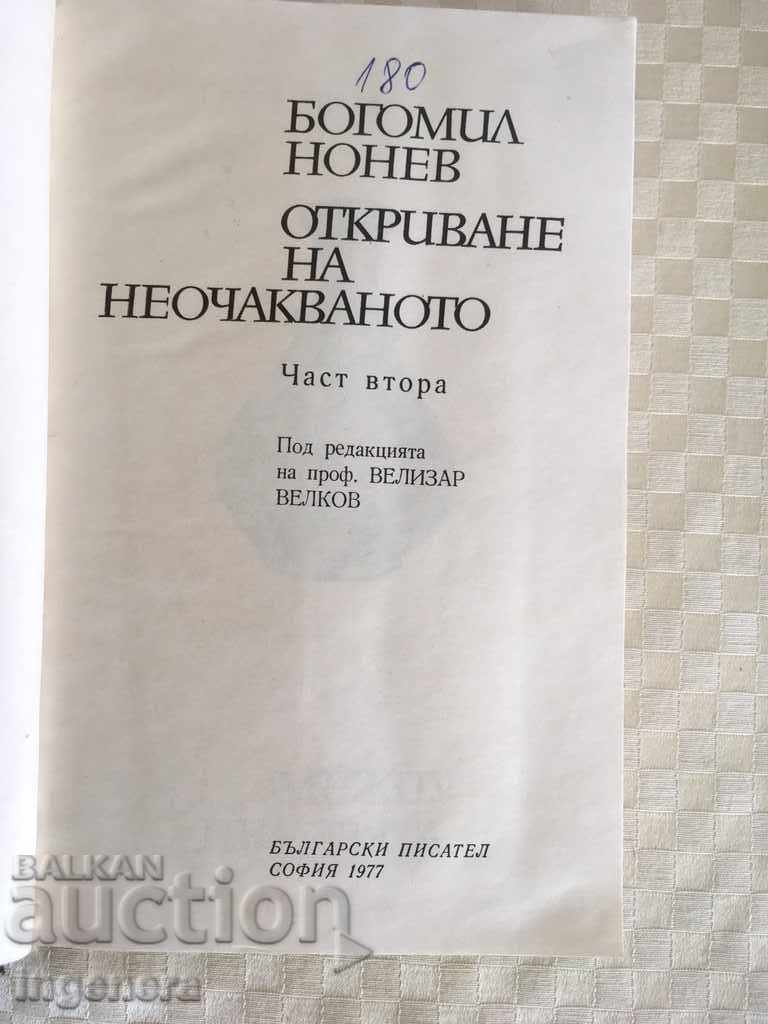 180
БОГОМИЛ
НОНЕВ
ОТКРИВАНЕ
НА
НЕОЧАКВАНОТО
Част втора
Под редакцията
на проф. ВЕЛИЗАР
ВЕЛКОВ
БЪЛГАРСКИ ПИСАТЕЛ
СОФИЯ 1977
BALKAN
auction
ingenera